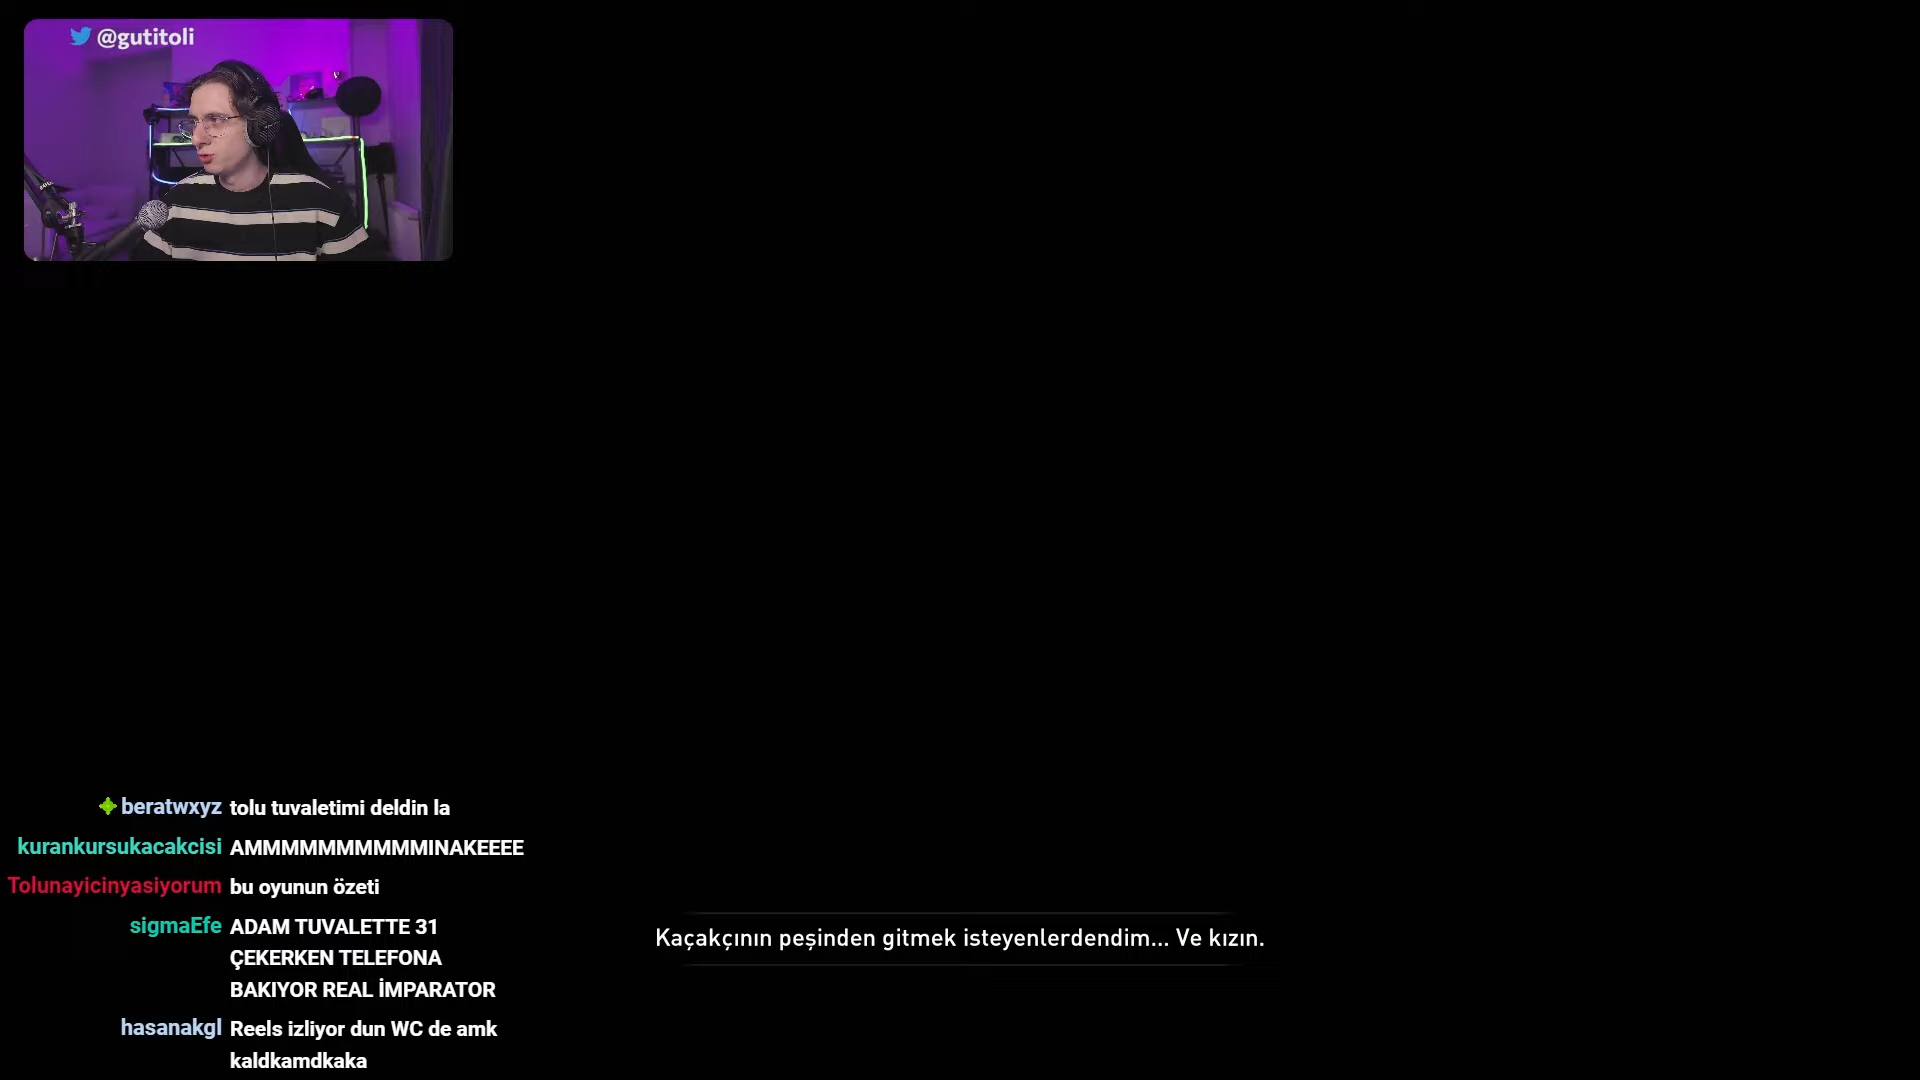 @gutitoli
beratwxyz tolu tuvaletimi deldin la
kurankursukacakcisi AMMMMMMMMMMINAKEEEE
Tolunayicinyasiyorum bu oyunun özeti
sigmaEfe ADAM TUVALETTE 31
ÇEKERKEN TELEFONA
BAKIYOR REAL İMPARATOR
hasanakgl Reels izliyor dun WC de amk
kaldkamdkaka
Kaçakçının peşinden gitmek isteyenlerdendim... Ve kızın.